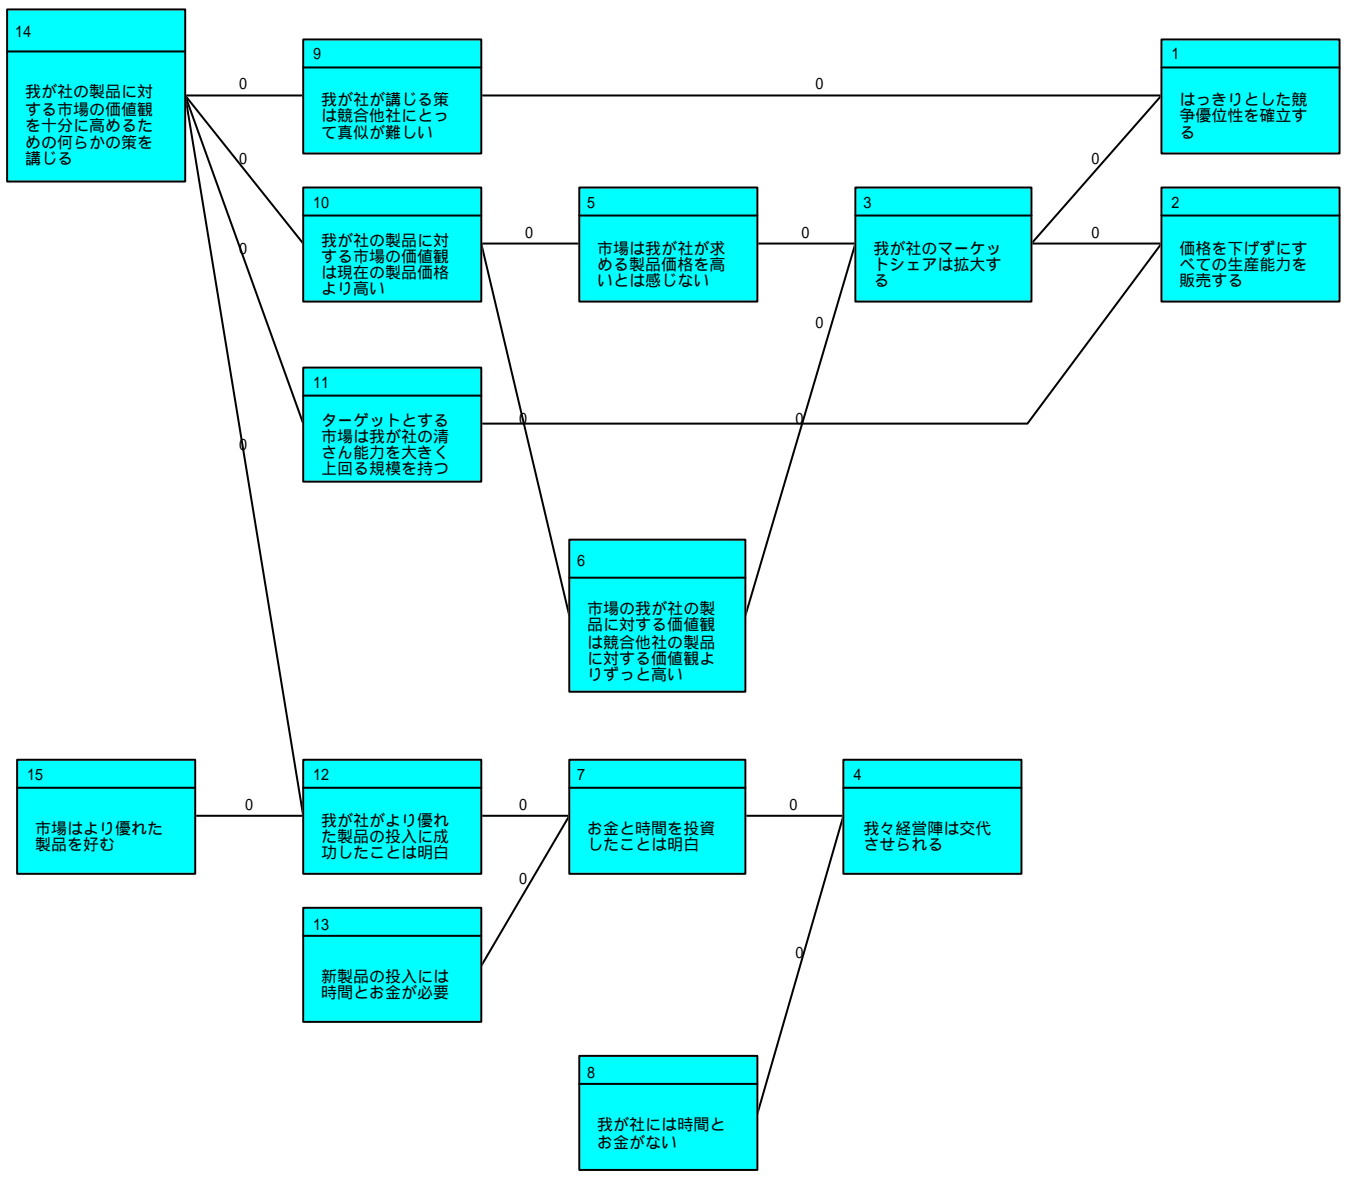 14
我が社の製品に対
する市場の価値観
を十分に高めるた
めの何らかの策を
講じる
0
9
我が社が講じる策
は競合他社にとっ
て真似が難しい
0
1
はっきりとした競
争優位性を確立す
る
0
10
我が社の製品に対
する市場の価値観
は現在の製品価格
より高い
0
5
市場は我が社が求
める製品価格を高
いとは感じない
0
3
我が社のマーケッ
トシェアは拡大す
る
0
0
2
価格を下げずにす
べての生産能力を
販売する
0
11
ターゲットとする
市場は我が社の清
さん能力を大きく
上回る規模を持つ
0
0
0
0
6
市場の我が社の製
品に対する価値観
は競合他社の製品
に対する価値観よ
りずっと高い
15
市場はより優れた
製品を好む
0
12
我が社がより優れ
た製品の投入に成
功したことは明白
0
7
お金と時間を投資
したことは明白
0
4
我々経営陣は交代
させられる
0
13
新製品の投入には
時間とお金が必要
0
8
我が社には時間と
お金がない